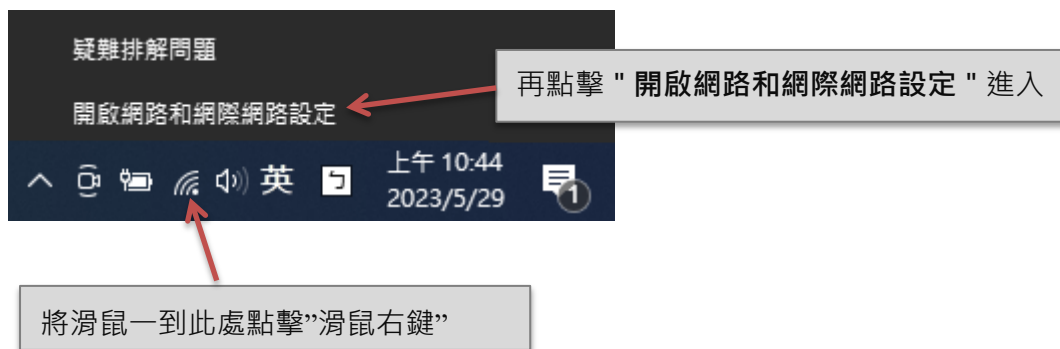 疑難排解問題
再點擊 " 開啟網路和網際網路設定 " 進入
開啟網路和網際網路設定
英 ㄅ 上午 10:44
2023/5/29
1
將滑鼠一到此處點擊”滑鼠右鍵”